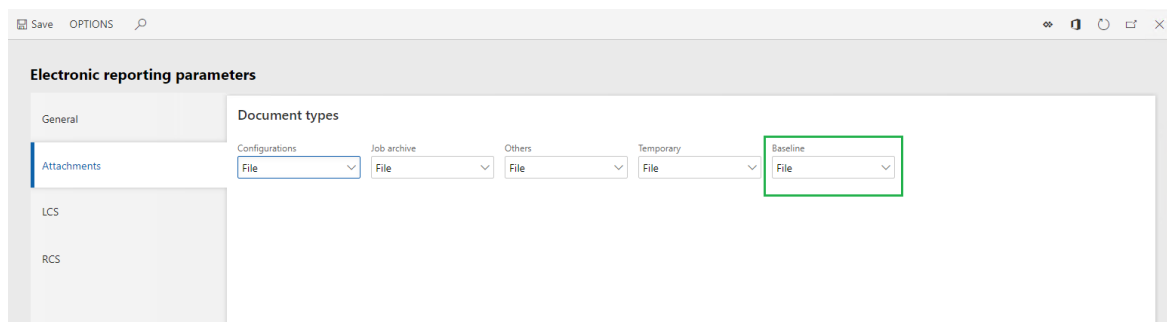 Save OPTIONS
Electronic reporting parameters
General
Attachments
LCS
RCS
Document types
Configurations Job archive Others Temporary Baseline
File File File File File